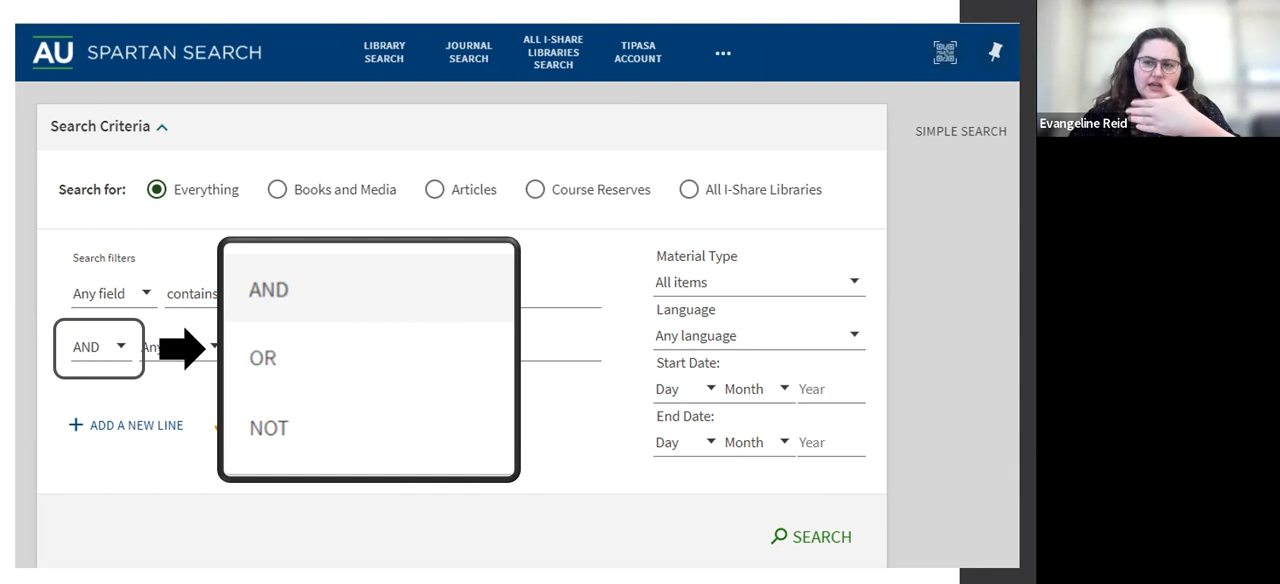 AU SPARTAN SEARCH
LIBRARY SEARCH
JOURNAL SEARCH
ALL I-SHARE LIBRARIES SEARCH
TIPASA ACCOUNT
...
Evangeline Reid
Search Criteria
SIMPLE SEARCH
Search for: Everything Books and Media Articles Course Reserves All I-Share Libraries
Search filters
Any field contains
AND
AND
OR
NOT
+ ADD A NEW LINE
Material Type
All items
Language
Any language
Start Date:
Day Month Year
End Date:
Day Month Year
SEARCH